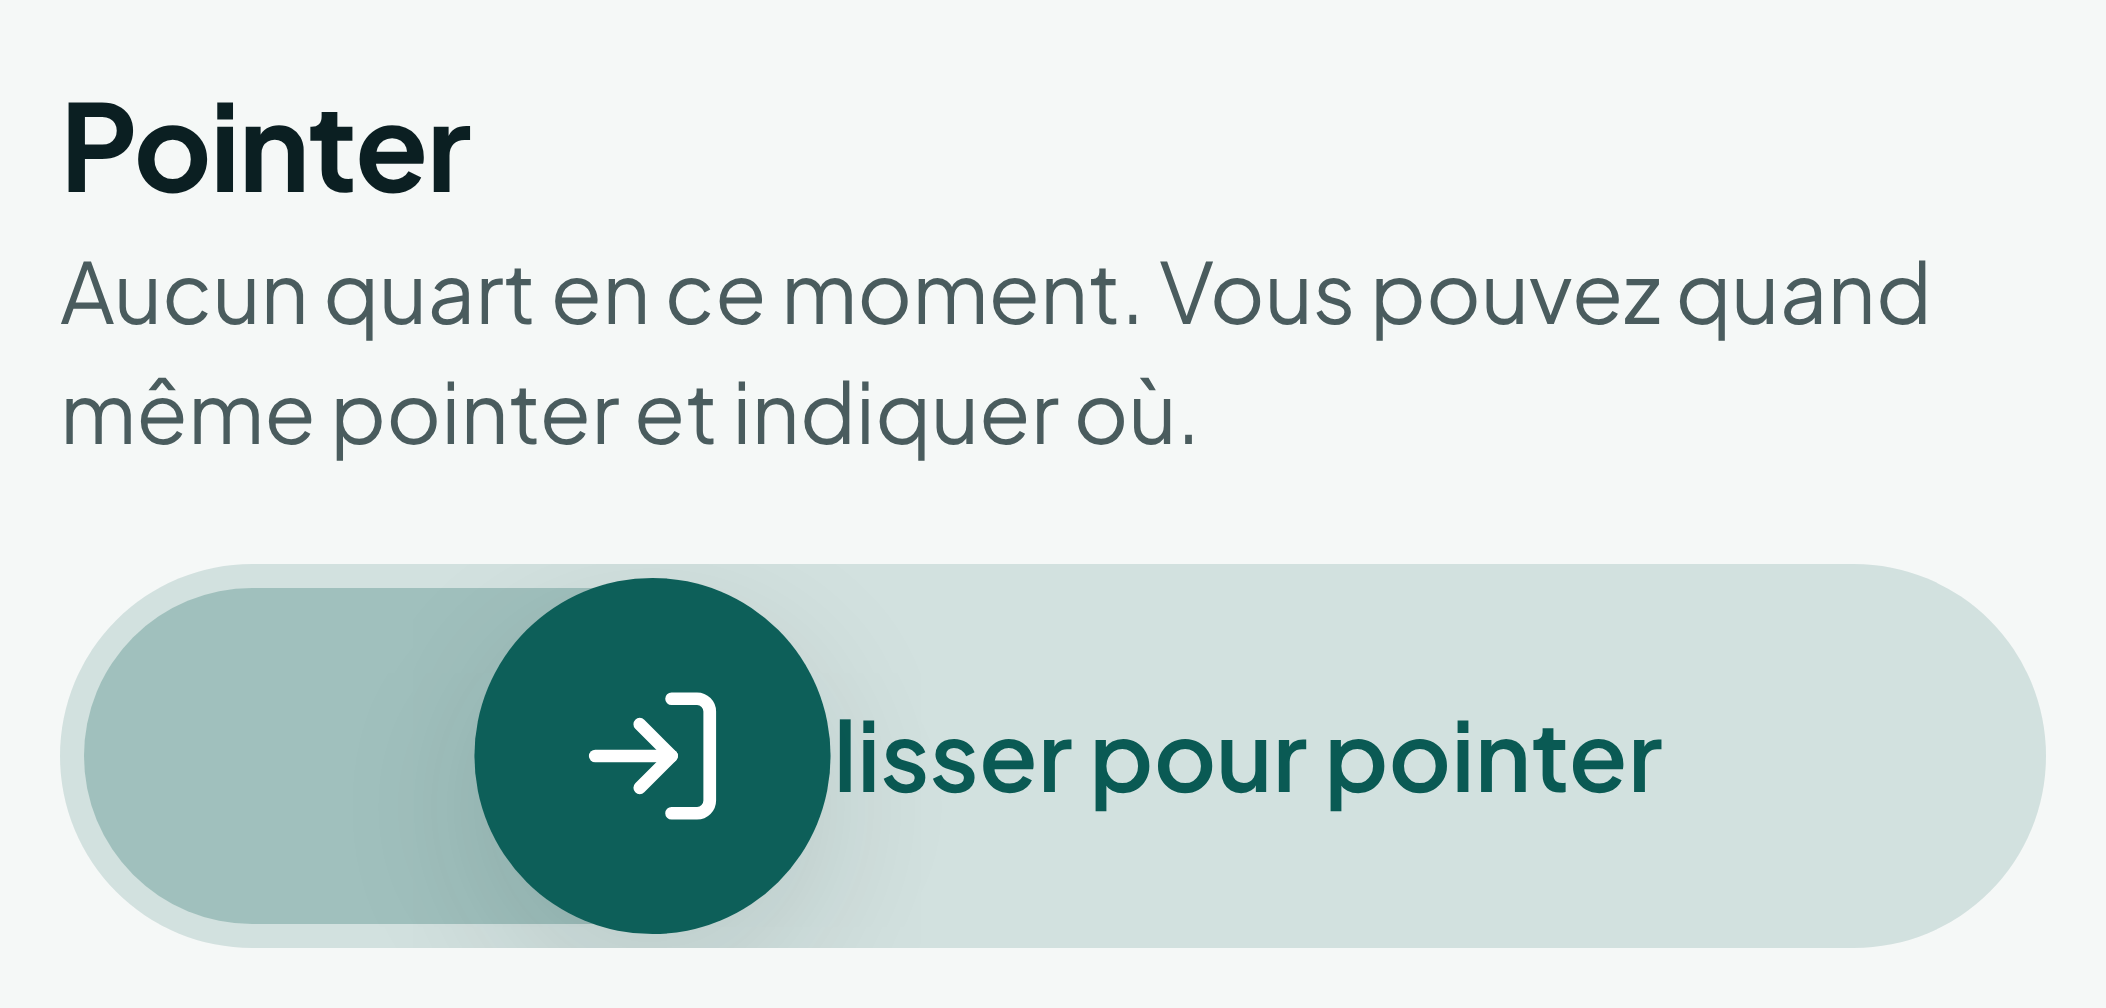 Pointer
Aucun quart en ce moment. Vous pouvez quand
même pointer et indiquer où.
lisser pour pointer